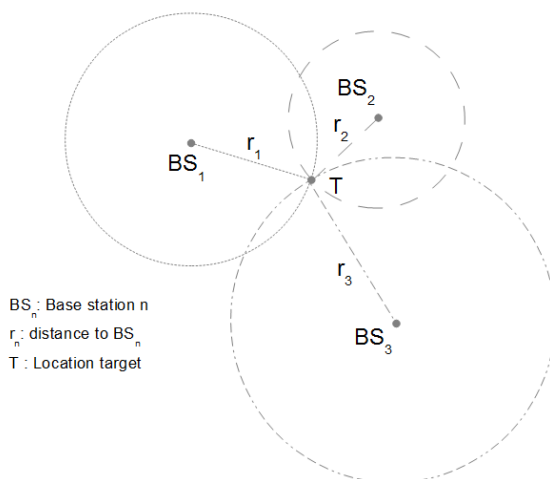 BS₂
r₁
r₂
BS₁
T
r₃
BSₙ: Base station n
rₙ: distance to BSₙ
BS₃
T : Location target